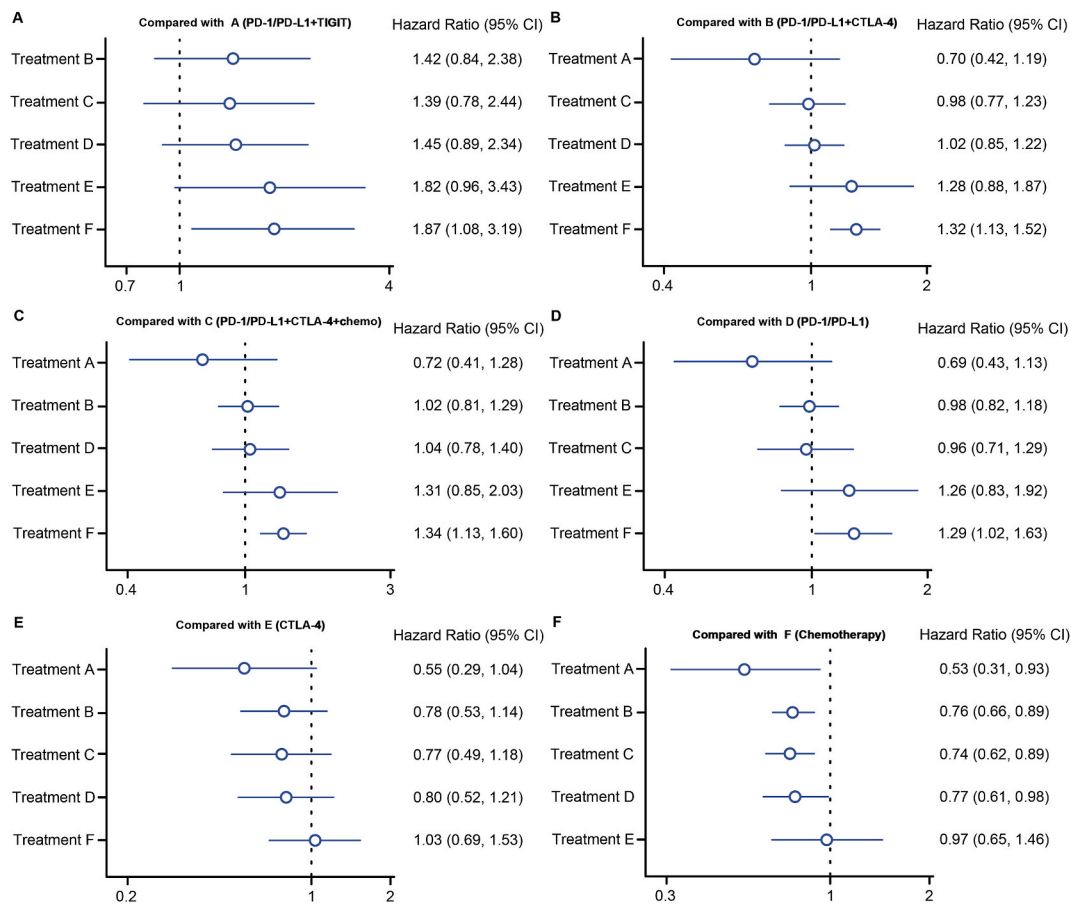 A
Compared with A (PD-1/PD-L1+TIGIT)
Hazard Ratio (95% CI)
Treatment B
1.42 (0.84, 2.38)
Treatment C
1.39 (0.78, 2.44)
Treatment D
1.45 (0.89, 2.34)
Treatment E
1.82 (0.96, 3.43)
Treatment F
1.87 (1.08, 3.19)
0.7 1 4
B
Compared with B (PD-1/PD-L1+CTLA-4)
Hazard Ratio (95% CI)
Treatment A
0.70 (0.42, 1.19)
Treatment C
0.98 (0.77, 1.23)
Treatment D
1.02 (0.85, 1.22)
Treatment E
1.28 (0.88, 1.87)
Treatment F
1.32 (1.13, 1.52)
0.4 1 2
C
Compared with C (PD-1/PD-L1+CTLA-4+chemo)
Hazard Ratio (95% CI)
Treatment A
0.72 (0.41, 1.28)
Treatment B
1.02 (0.81, 1.29)
Treatment D
1.04 (0.78, 1.40)
Treatment E
1.31 (0.85, 2.03)
Treatment F
1.34 (1.13, 1.60)
0.4 1 3
D
Compared with D (PD-1/PD-L1)
Hazard Ratio (95% CI)
Treatment A
0.69 (0.43, 1.13)
Treatment B
0.98 (0.82, 1.18)
Treatment C
0.96 (0.71, 1.29)
Treatment E
1.26 (0.83, 1.92)
Treatment F
1.29 (1.02, 1.63)
0.4 1 2
E
Compared with E (CTLA-4)
Hazard Ratio (95% CI)
Treatment A
0.55 (0.29, 1.04)
Treatment B
0.78 (0.53, 1.14)
Treatment C
0.77 (0.49, 1.18)
Treatment D
0.80 (0.52, 1.21)
Treatment F
1.03 (0.69, 1.53)
0.2 1 2
F
Compared with F (Chemotherapy)
Hazard Ratio (95% CI)
Treatment A
0.53 (0.31, 0.93)
Treatment B
0.76 (0.66, 0.89)
Treatment C
0.74 (0.62, 0.89)
Treatment D
0.77 (0.61, 0.98)
Treatment E
0.97 (0.65, 1.46)
0.3 1 2